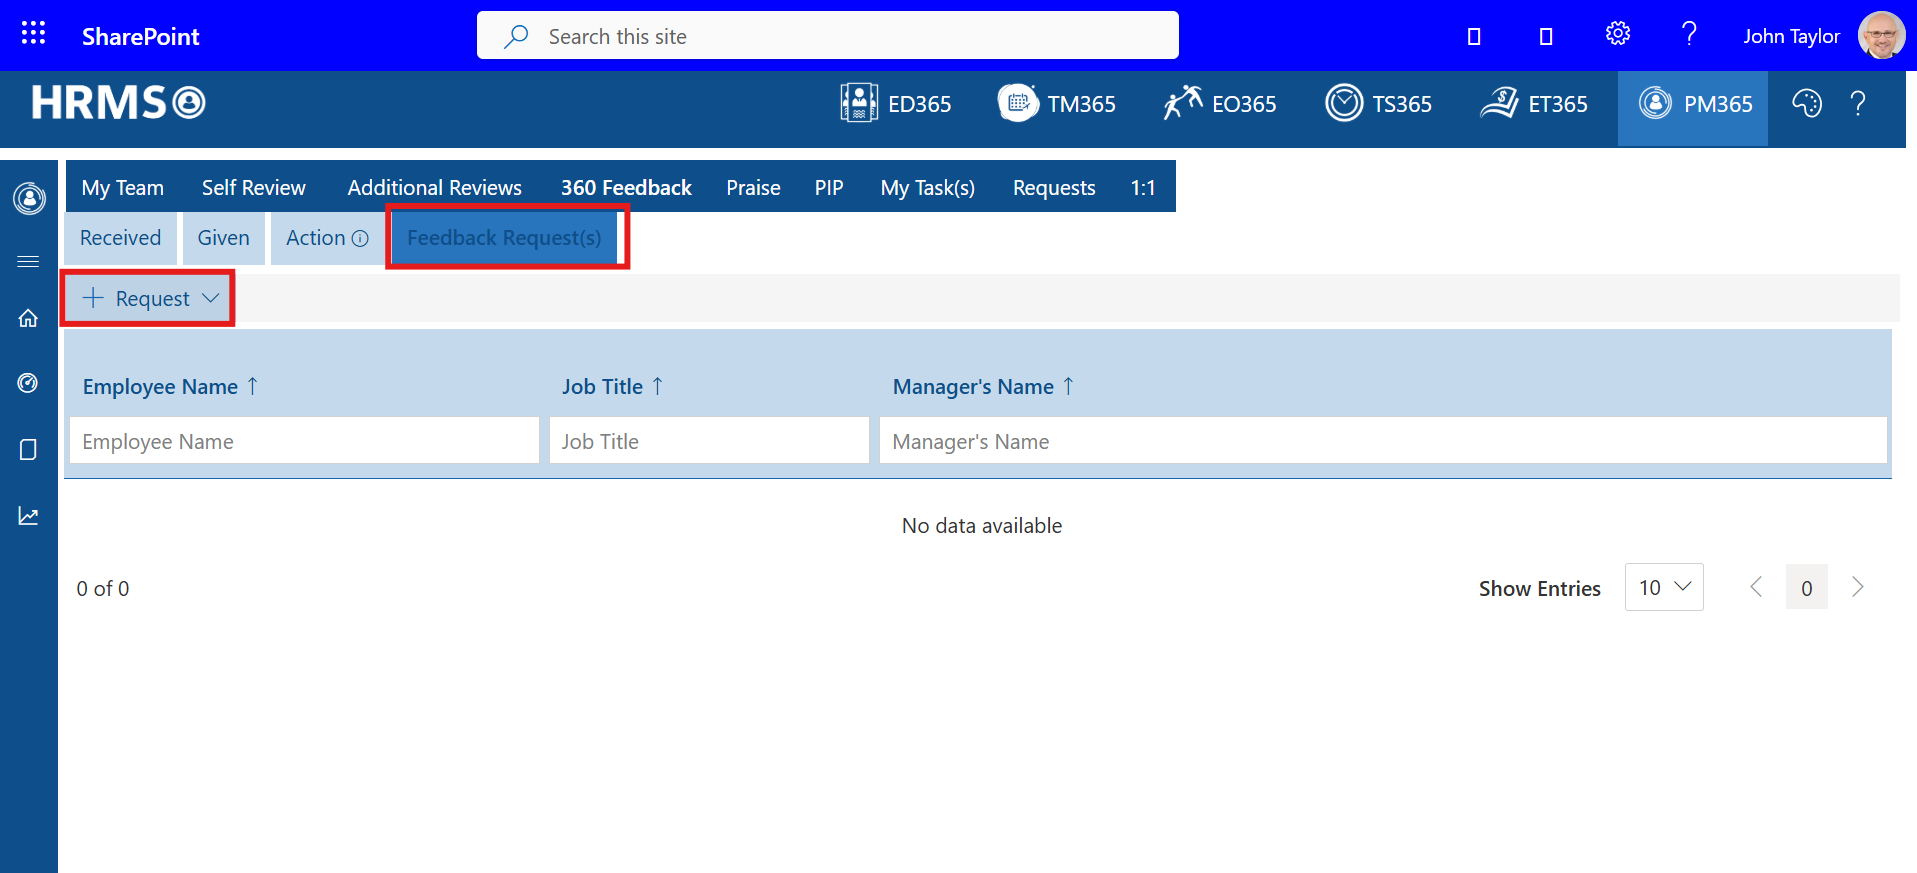 SharePoint
Search this site
John Taylor
HRMS
ED365
TM365
EO365
TS365
ET365
PM365
My Team
Self Review
Additional Reviews
360 Feedback
Praise
PIP
My Task(s)
Requests
1:1
Received
Given
Action
Feedback Request(s)
Request
Employee Name ↑
Job Title ↑
Manager's Name ↑
Employee Name
Job Title
Manager's Name
No data available
0 of 0
Show Entries
10
0